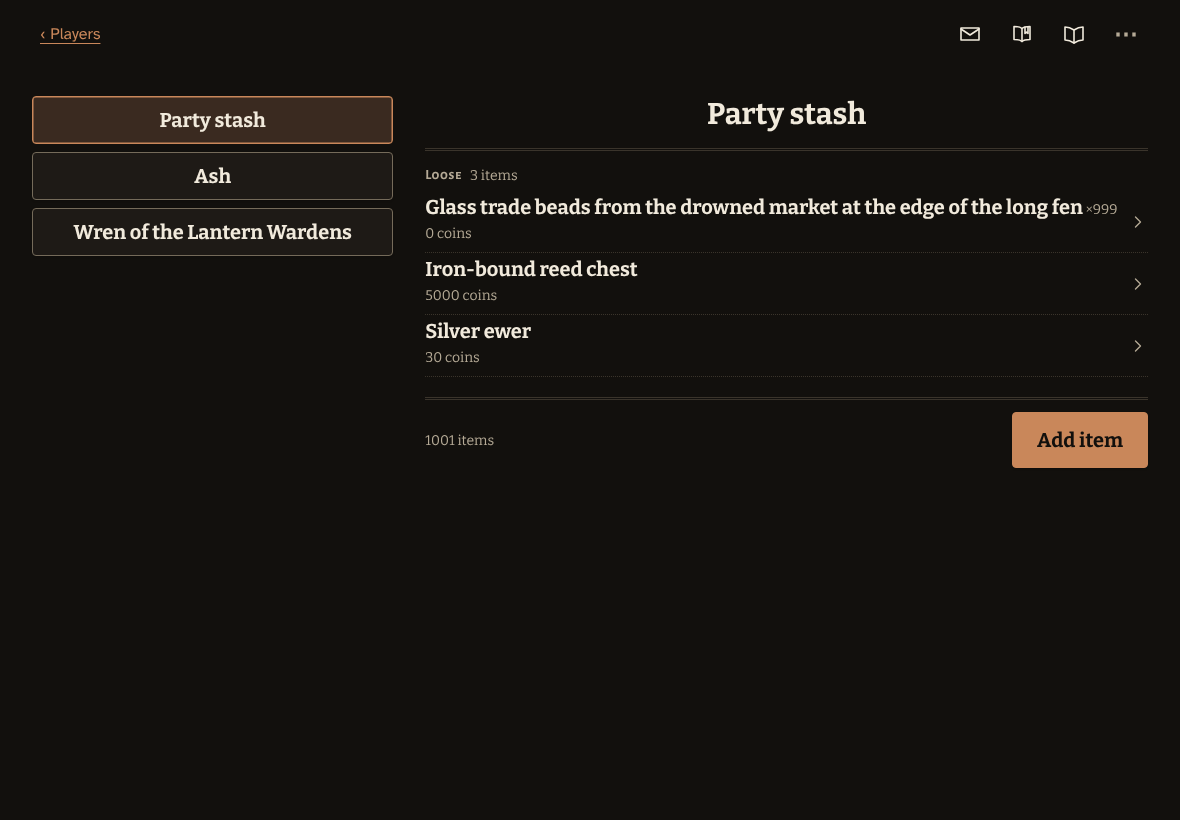 ‹ Players
Party stash
Ash
Wren of the Lantern Wardens
Party stash
Loose 3 items
Glass trade beads from the drowned market at the edge of the long fen ×999
0 coins
Iron-bound reed chest
5000 coins
Silver ewer
30 coins
1001 items
Add item